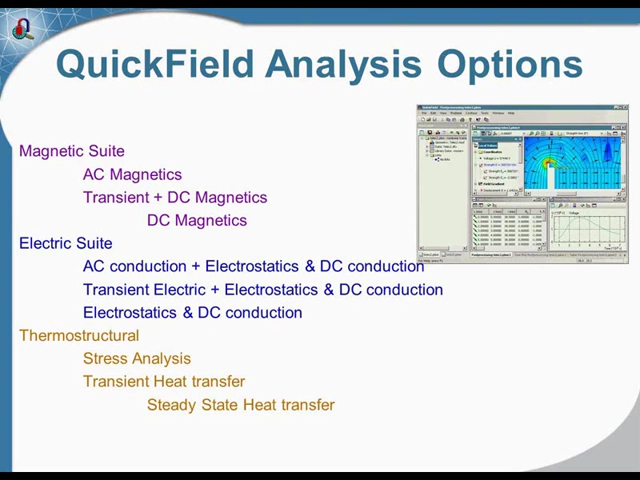 QuickField Analysis Options
Magnetic Suite
AC Magnetics
Transient + DC Magnetics
DC Magnetics
Electric Suite
AC conduction + Electrostatics & DC conduction
Transient Electric + Electrostatics & DC conduction
Electrostatics & DC conduction
Thermostructural
Stress Analysis
Transient Heat transfer
Steady State Heat transfer